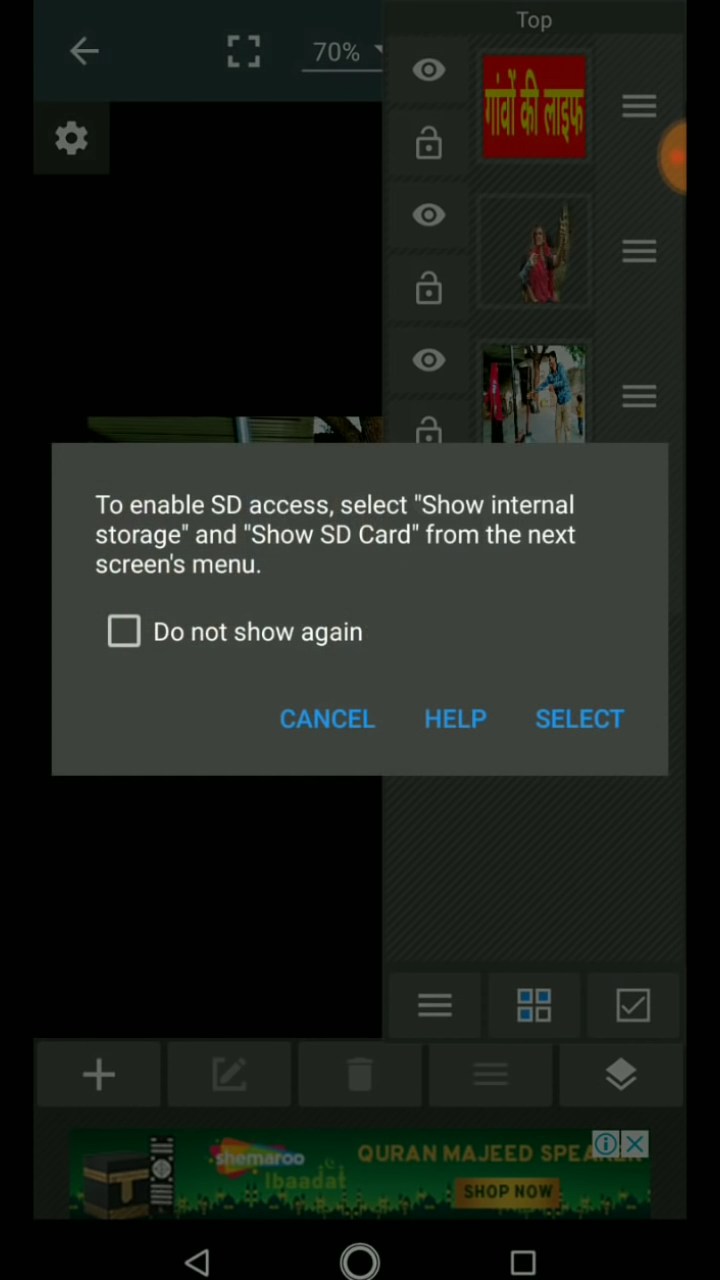 Top
70%
गांवों की लाइफ
To enable SD access, select "Show internal
storage" and "Show SD Card" from the next
screen's menu.
Do not show again
CANCEL
HELP
SELECT
shemaroo
Ibaadat
QURAN MAJEED SPEAKER
SHOP NOW